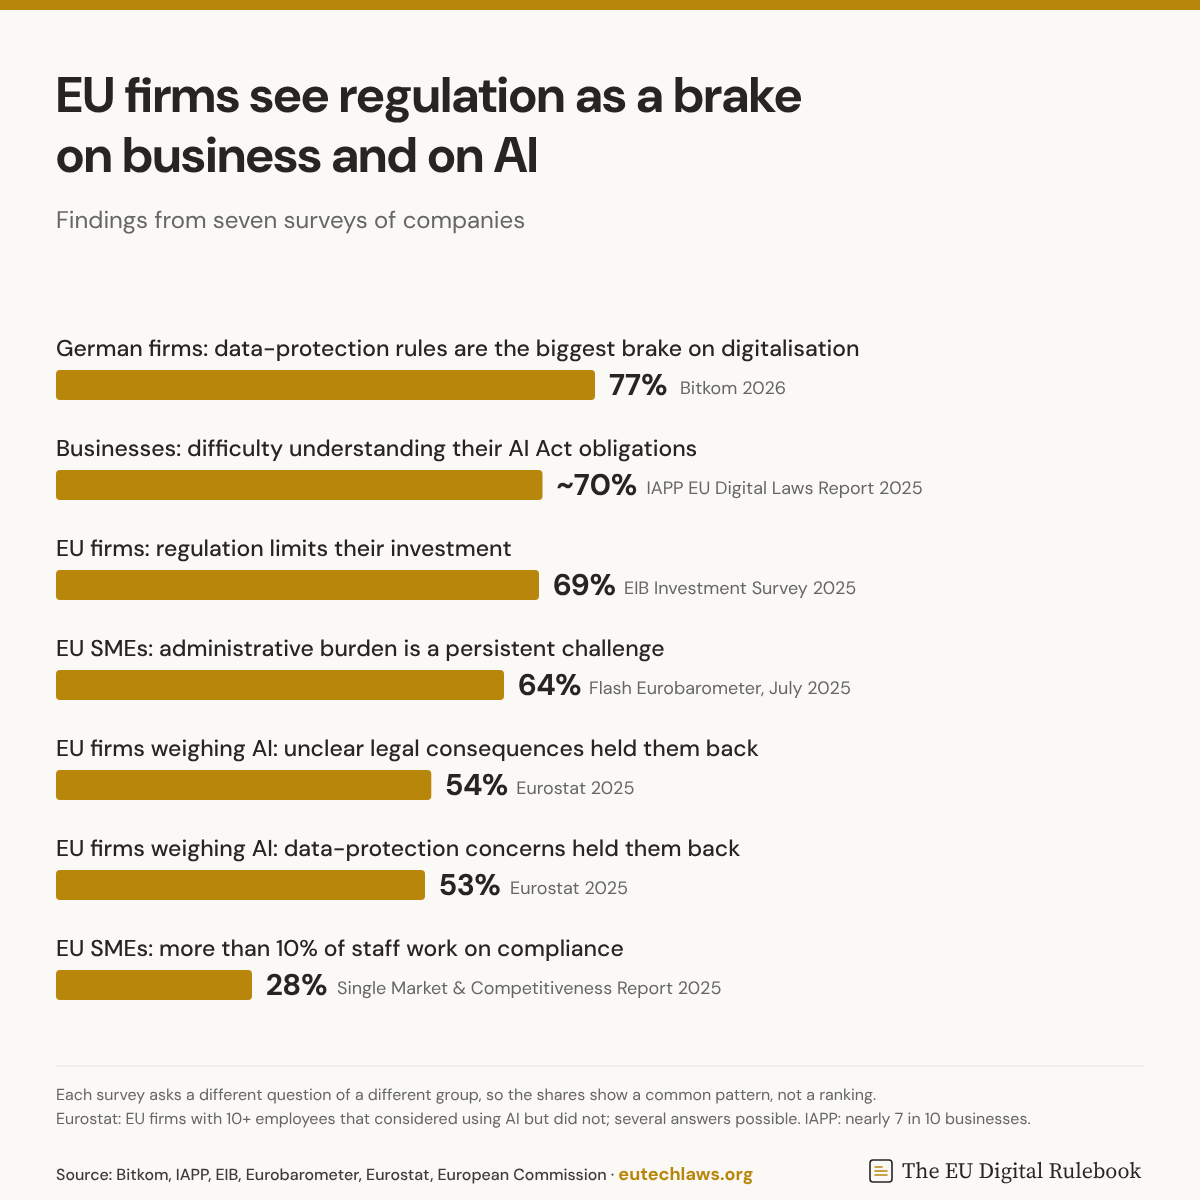 EU firms see regulation as a brake
on business and on AI
Findings from seven surveys of companies
German firms: data-protection rules are the biggest brake on digitalisation
77% Bitkom 2026
Businesses: difficulty understanding their AI Act obligations
~70% IAPP EU Digital Laws Report 2025
EU firms: regulation limits their investment
69% EIB Investment Survey 2025
EU SMEs: administrative burden is a persistent challenge
64% Flash Eurobarometer, July 2025
EU firms weighing AI: unclear legal consequences held them back
54% Eurostat 2025
EU firms weighing AI: data-protection concerns held them back
53% Eurostat 2025
EU SMEs: more than 10% of staff work on compliance
28% Single Market & Competitiveness Report 2025
Each survey asks a different question of a different group, so the shares show a common pattern, not a ranking.
Eurostat: EU firms with 10+ employees that considered using AI but did not; several answers possible. IAPP: nearly 7 in 10 businesses.
Source: Bitkom, IAPP, EIB, Eurobarometer, Eurostat, European Commission · eutechlaws.org
The EU Digital Rulebook